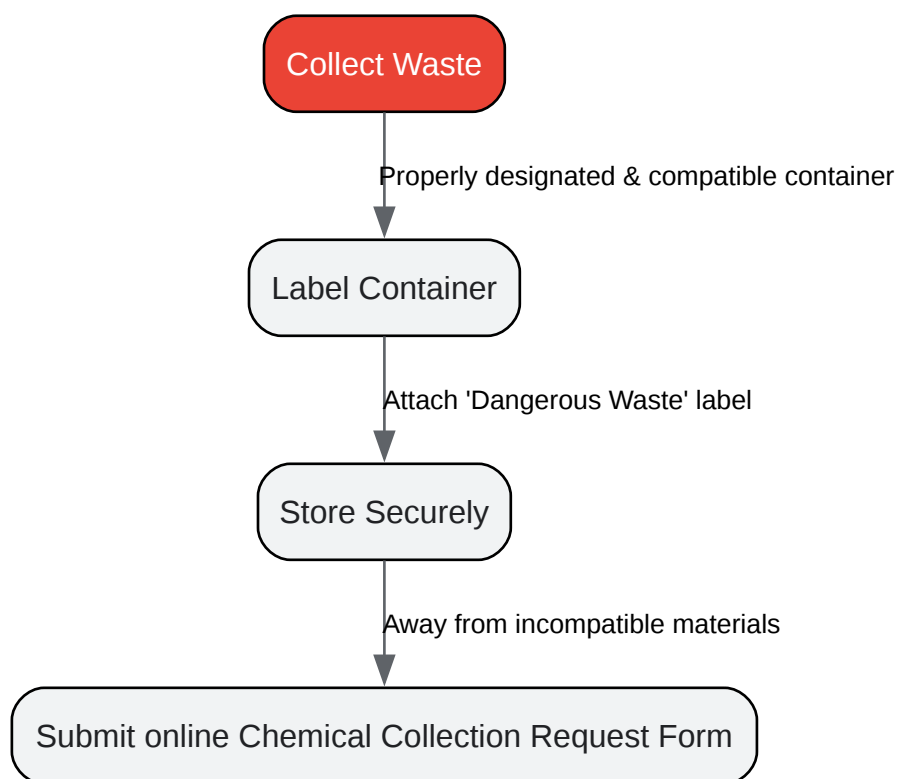 Collect Waste
Properly designated & compatible container
Label Container
Attach 'Dangerous Waste' label
Store Securely
Away from incompatible materials
Submit online Chemical Collection Request Form